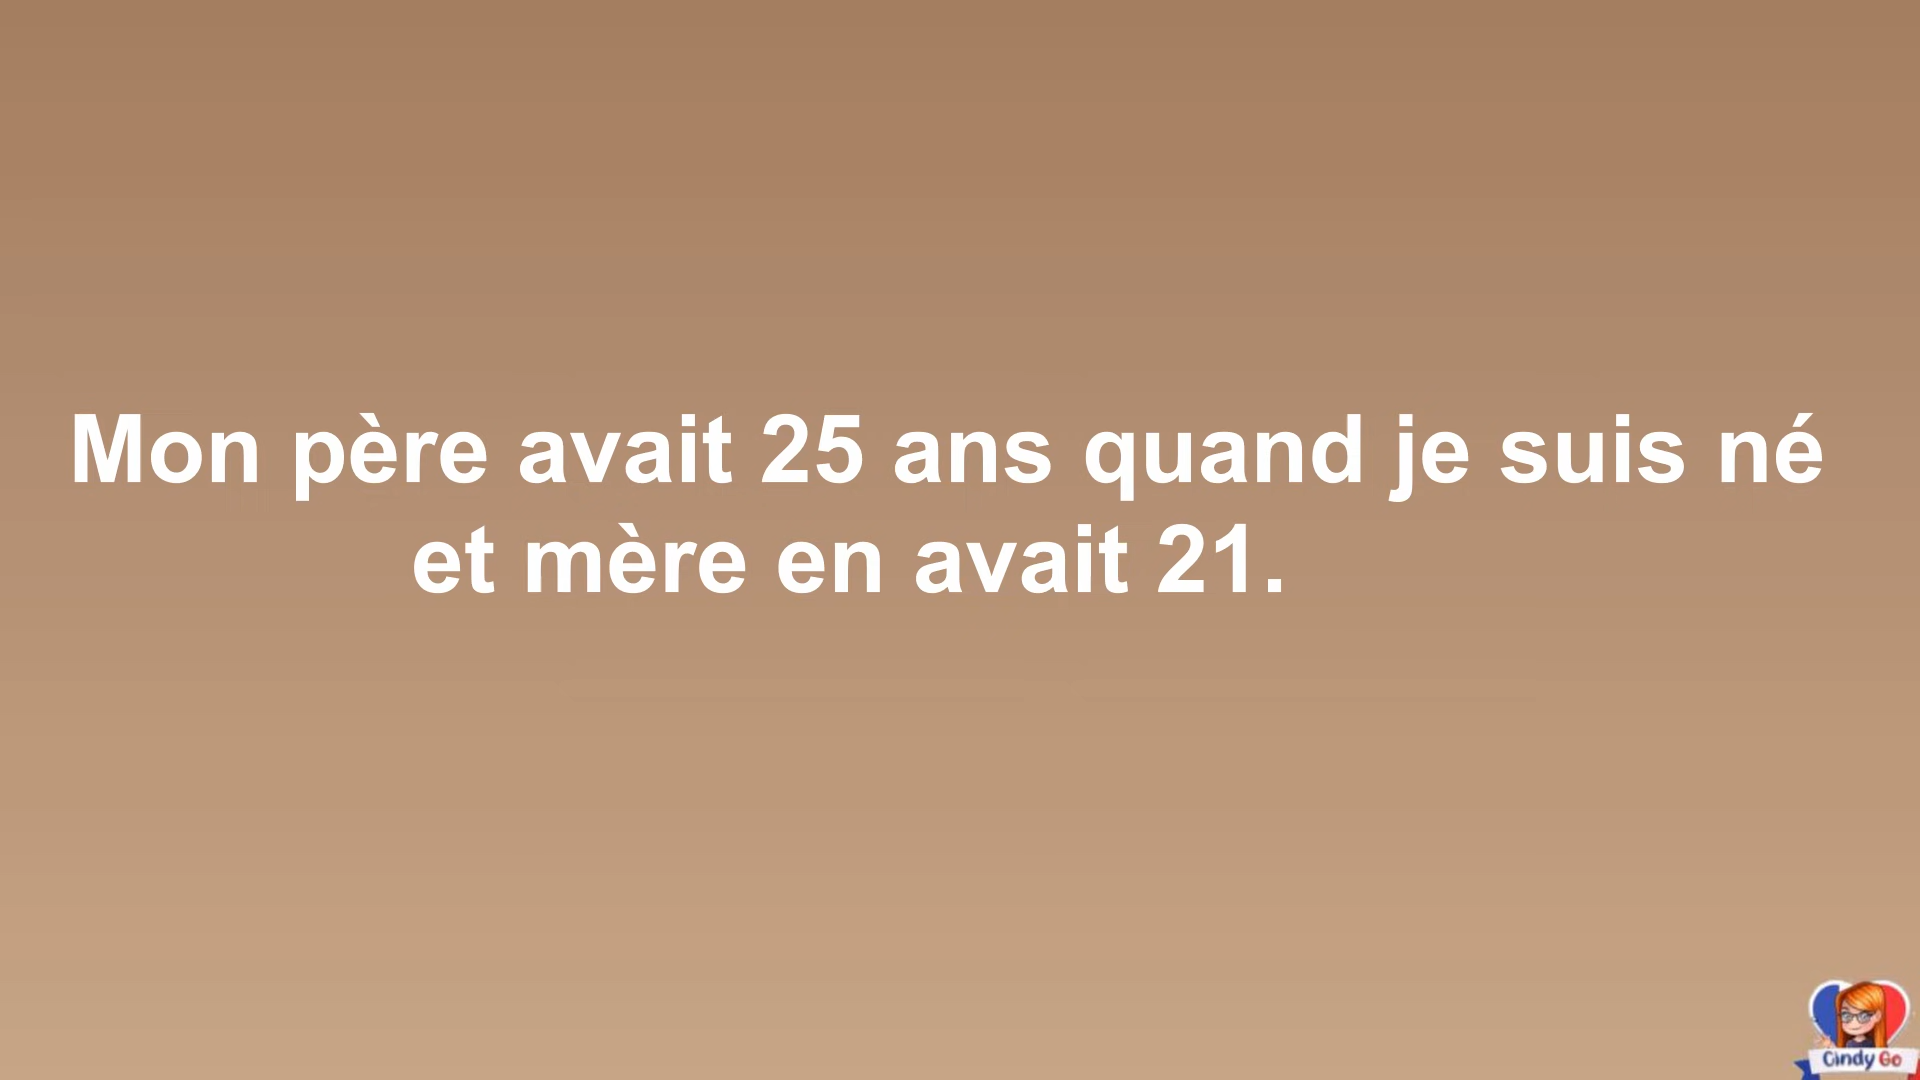 Mon père avait 25 ans quand je suis né
et mère en avait 21.
Cindy Go